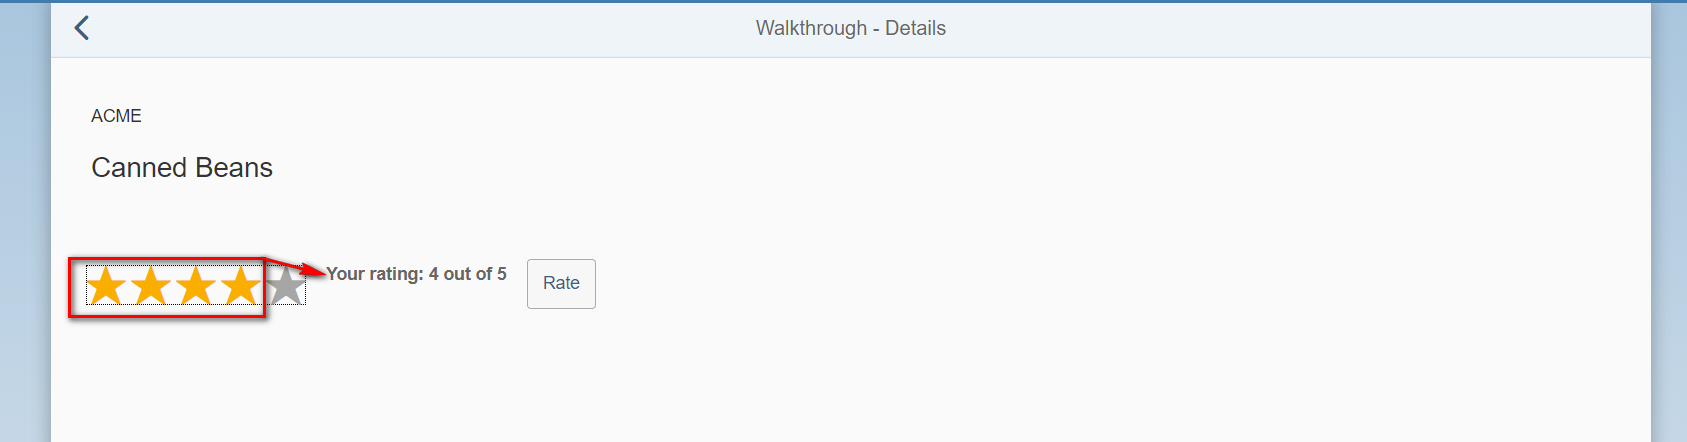 Walkthrough - Details
ACME
Canned Beans
Your rating: 4 out of 5
Rate